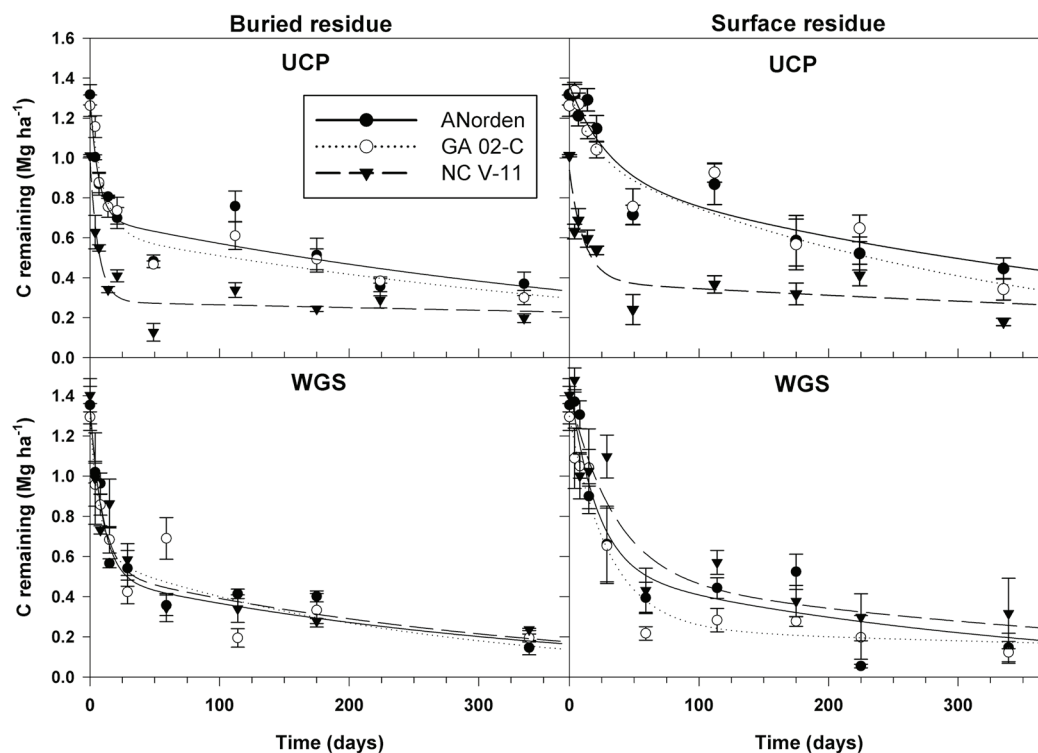 Buried residue
Surface residue
UCP
UCP
ANorden
GA 02-C
NC V-11
C remaining (Mg ha-1)
1.6
1.4
1.2
1.0
0.8
0.6
0.4
0.2
0.0
WGS
WGS
C remaining (Mg ha-1)
1.4
1.2
1.0
0.8
0.6
0.4
0.2
0.0
0 100 200 300
0 100 200 300
Time (days)
Time (days)